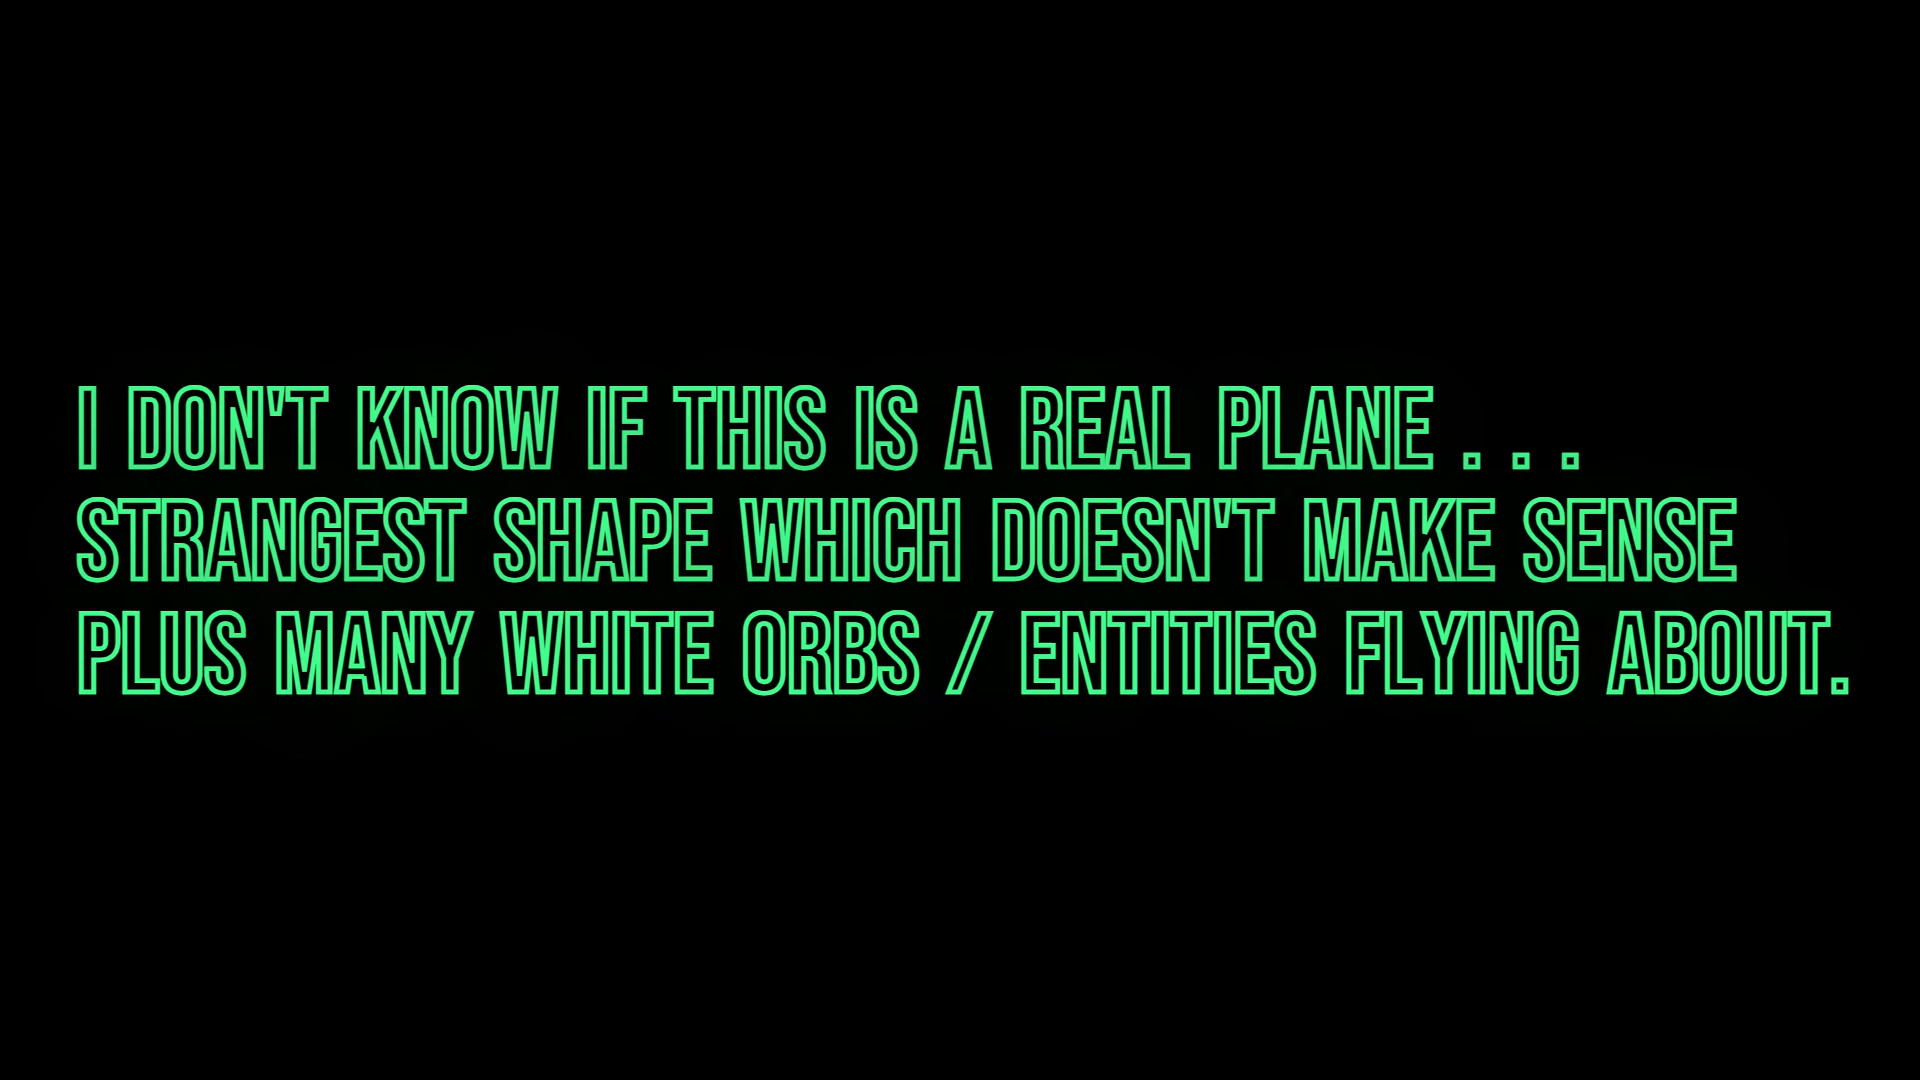 I DON'T KNOW IF THIS IS A REAL PLANE . . .
STRANGEST SHAPE WHICH DOESN'T MAKE SENSE
PLUS MANY WHITE ORBS / ENTITIES FLYING ABOUT.